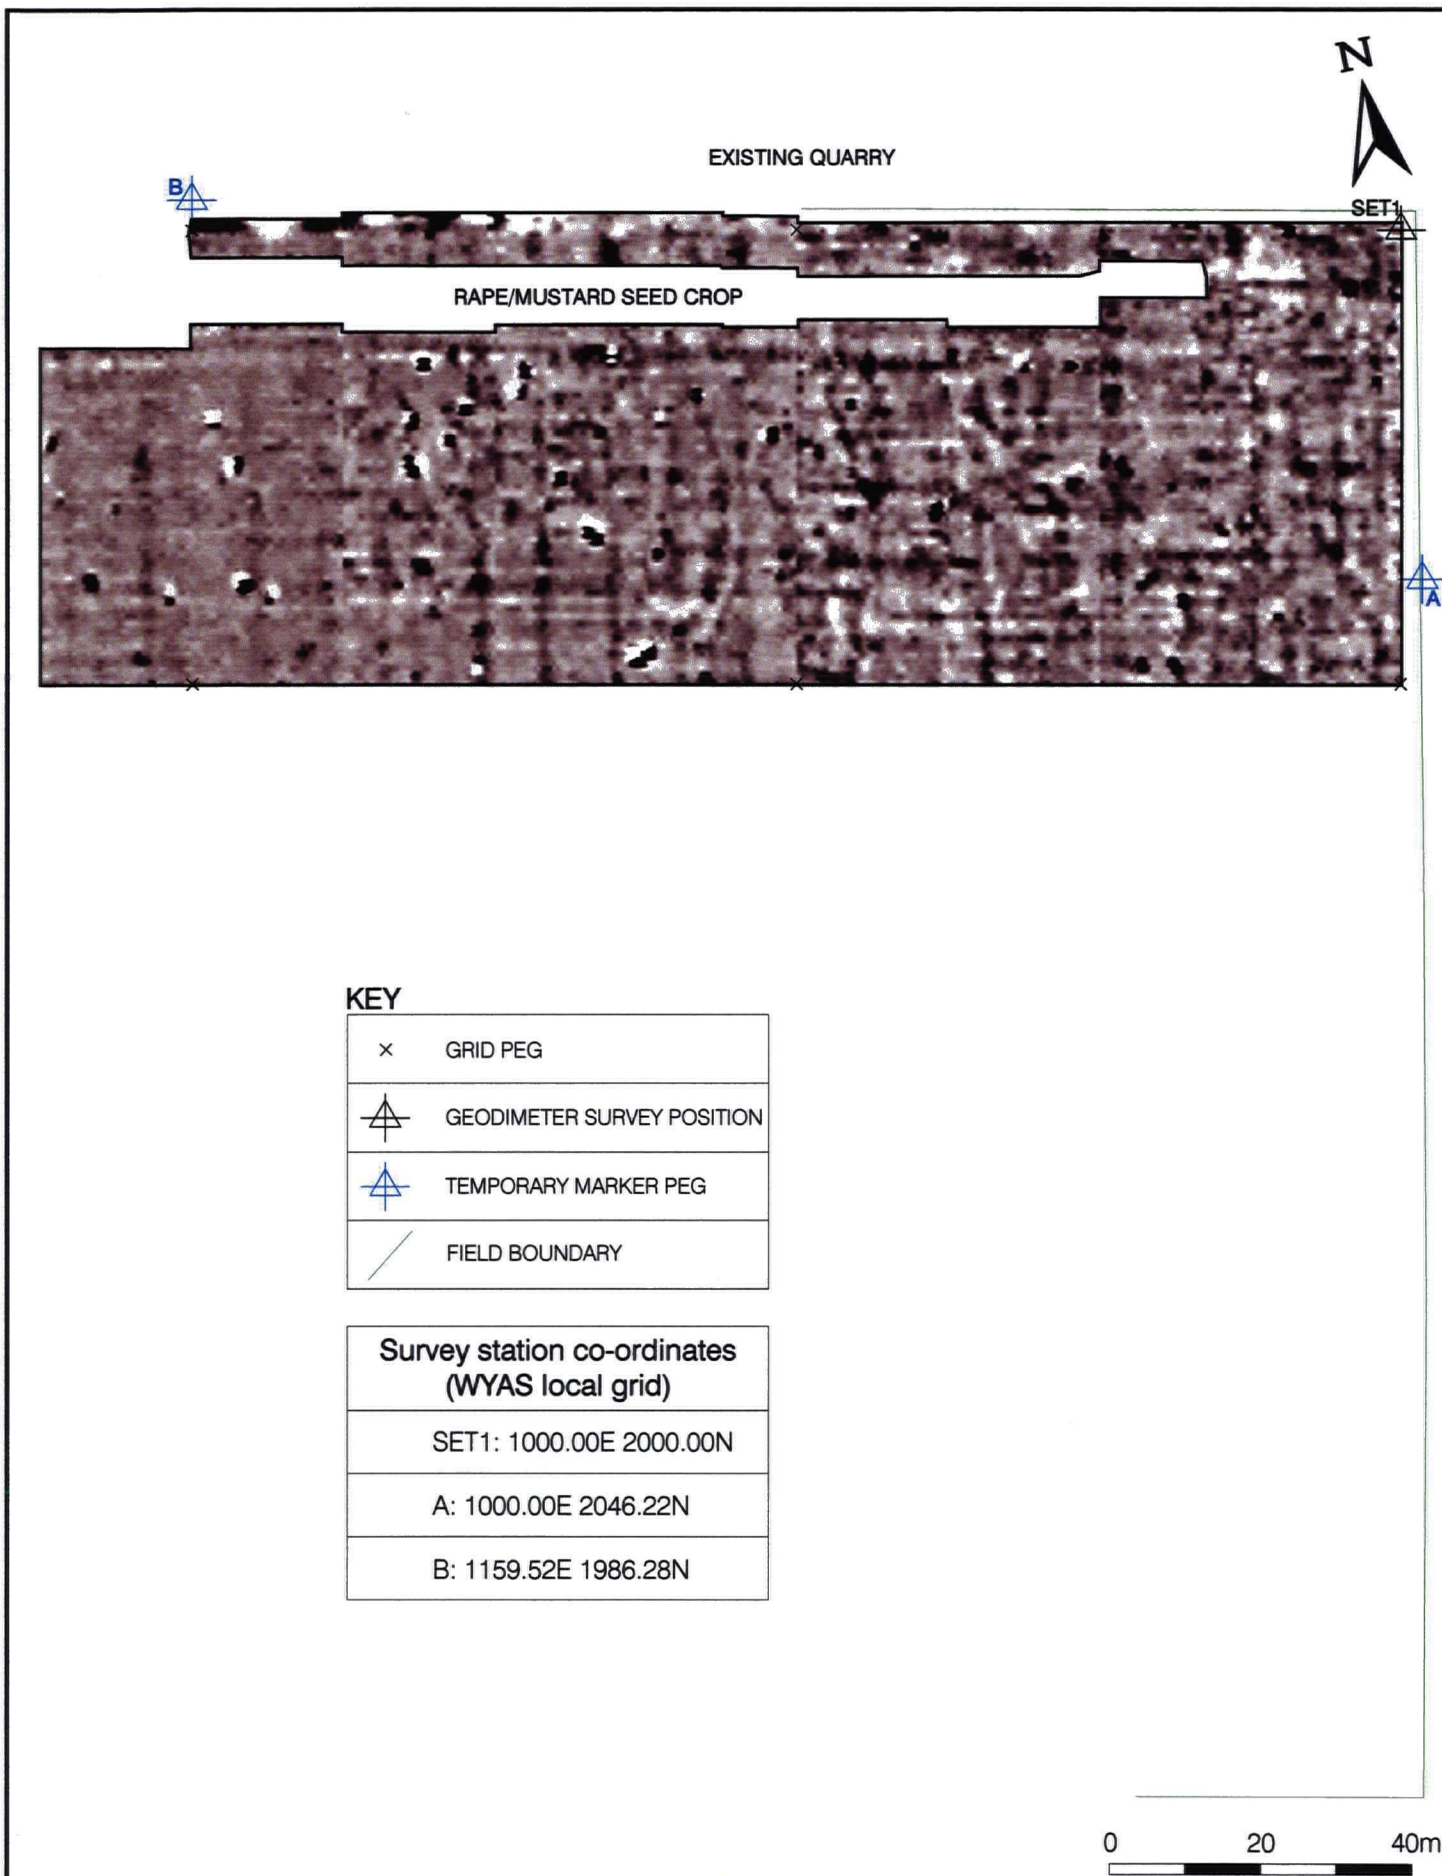 N
EXISTING QUARRY
B
SET1
RAPE/MUSTARD SEED CROP
A
KEY
× GRID PEG
GEODIMETER SURVEY POSITION
TEMPORARY MARKER PEG
FIELD BOUNDARY
Survey station co-ordinates
(WYAS local grid)
SET1: 1000.00E 2000.00N
A: 1000.00E 2046.22N
B: 1159.52E 1986.28N
0 20 40m